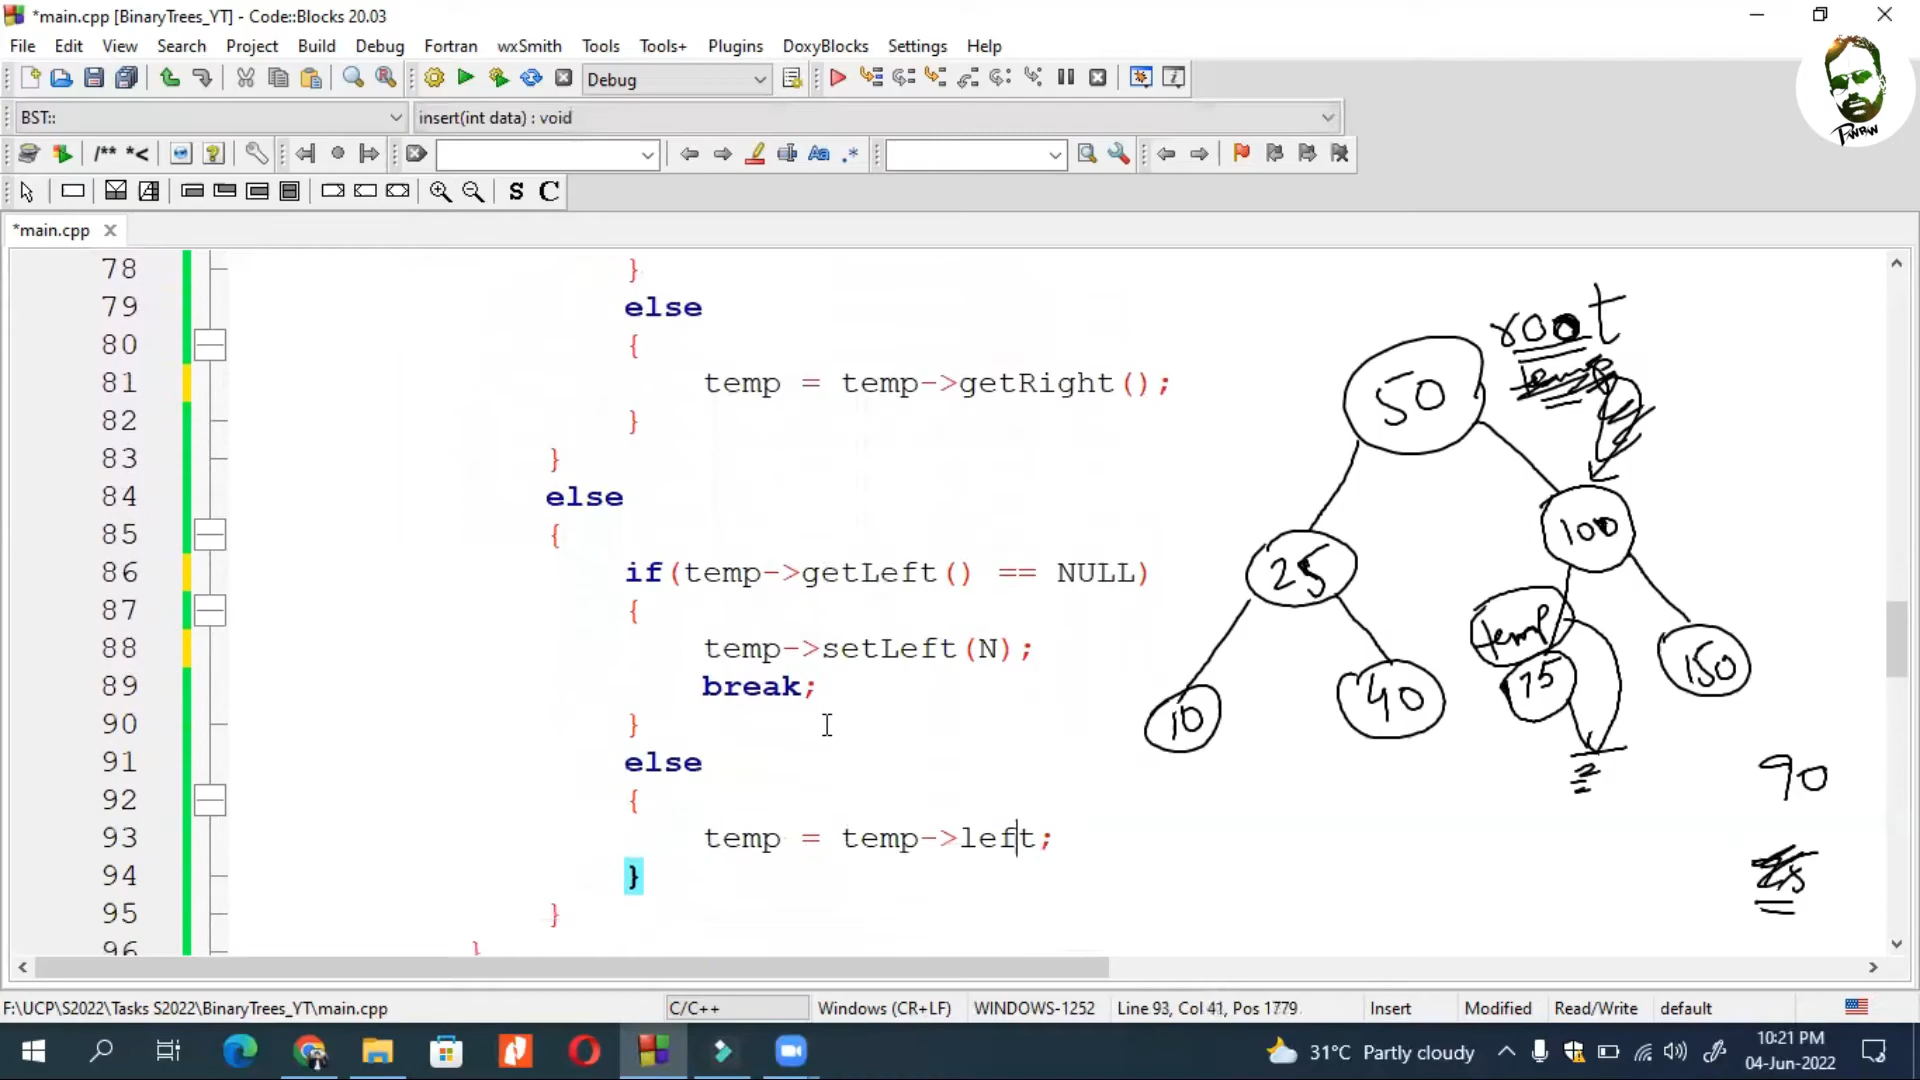 *main.cpp [BinaryTrees_YT] - Code::Blocks 20.03
File Edit View Search Project Build Debug Fortran wxSmith Tools Tools+ Plugins DoxyBlocks Settings Help
Debug
BST::
insert(int data) : void
/** *<
Aa .*
S C
*main.cpp
78 }
79 else
80 {
81 temp = temp->getRight();
82 }
83 }
84 else
85 {
86 if(temp->getLeft() == NULL)
87 {
88 temp->setLeft(N);
89 break;
90 }
91 else
92 {
93 temp = temp->left;
94 }
95 }
96 }
root
temp
50
100
25
temp
75
150
10
40
90
F:\UCP\S2022\Tasks S2022\BinaryTrees_YT\main.cpp
C/C++
Windows (CR+LF)
WINDOWS-1252
Line 93, Col 41, Pos 1779
Insert
Modified
Read/Write
default
31°C Partly cloudy
10:21 PM
04-Jun-2022